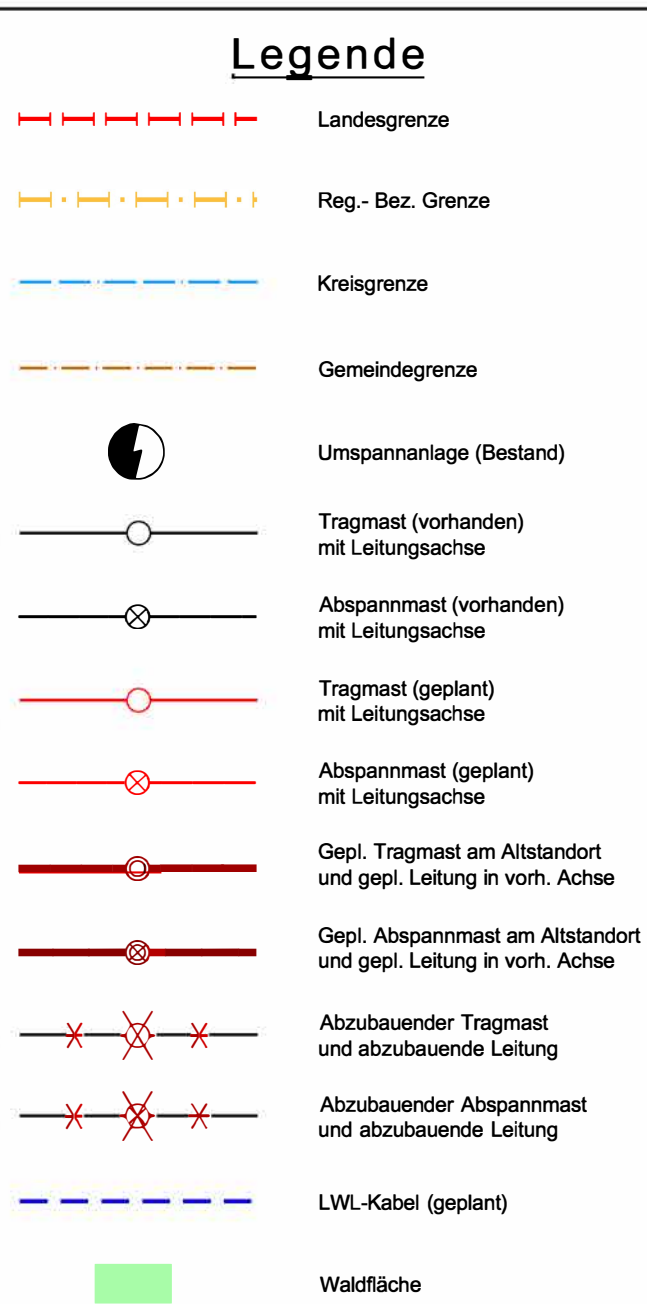 Legende
Landesgrenze
Reg.- Bez. Grenze
Kreisgrenze
Gemeindegrenze
Umspannanlage (Bestand)
Tragmast (vorhanden)
mit Leitungsachse
Abspannmast (vorhanden)
mit Leitungsachse
Tragmast (geplant)
mit Leitungsachse
Abspannmast (geplant)
mit Leitungsachse
Gepl. Tragmast am Altstandort
und gepl. Leitung in vorh. Achse
Gepl. Abspannmast am Altstandort
und gepl. Leitung in vorh. Achse
Abzubauender Tragmast
und abzubauende Leitung
Abzubauender Abspannmast
und abzubauende Leitung
LWL-Kabel (geplant)
Waldfläche